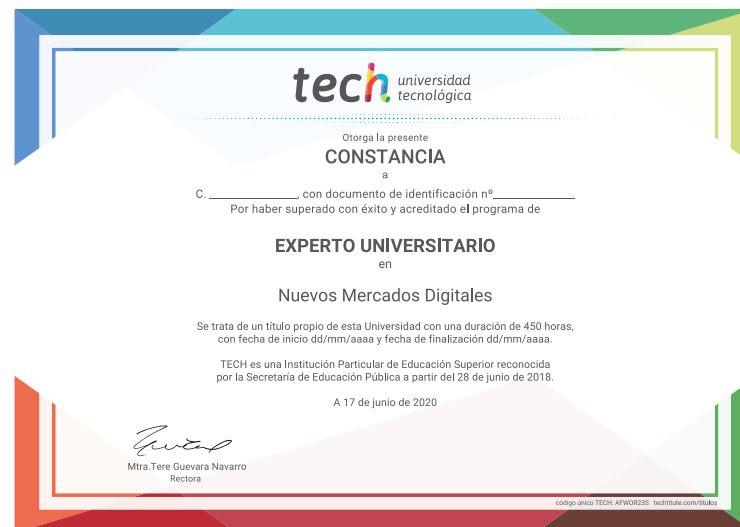 tech universidad
tecnológica
Otorga la presente
CONSTANCIA
a
C. ______________, con documento de identificación nº______________
Por haber superado con éxito y acreditado el programa de
EXPERTO UNIVERSITARIO
en
Nuevos Mercados Digitales
Se trata de un título propio de esta Universidad con una duración de 450 horas,
con fecha de inicio dd/mm/aaaa y fecha de finalización dd/mm/aaaa.
TECH es una Institución Particular de Educación Superior reconocida
por la Secretaría de Educación Pública a partir del 28 de junio de 2018.
A 17 de junio de 2020
Mtra.Tere Guevara Navarro
Rectora
código único TECH: AFWOR23S techtitute.com/titulos